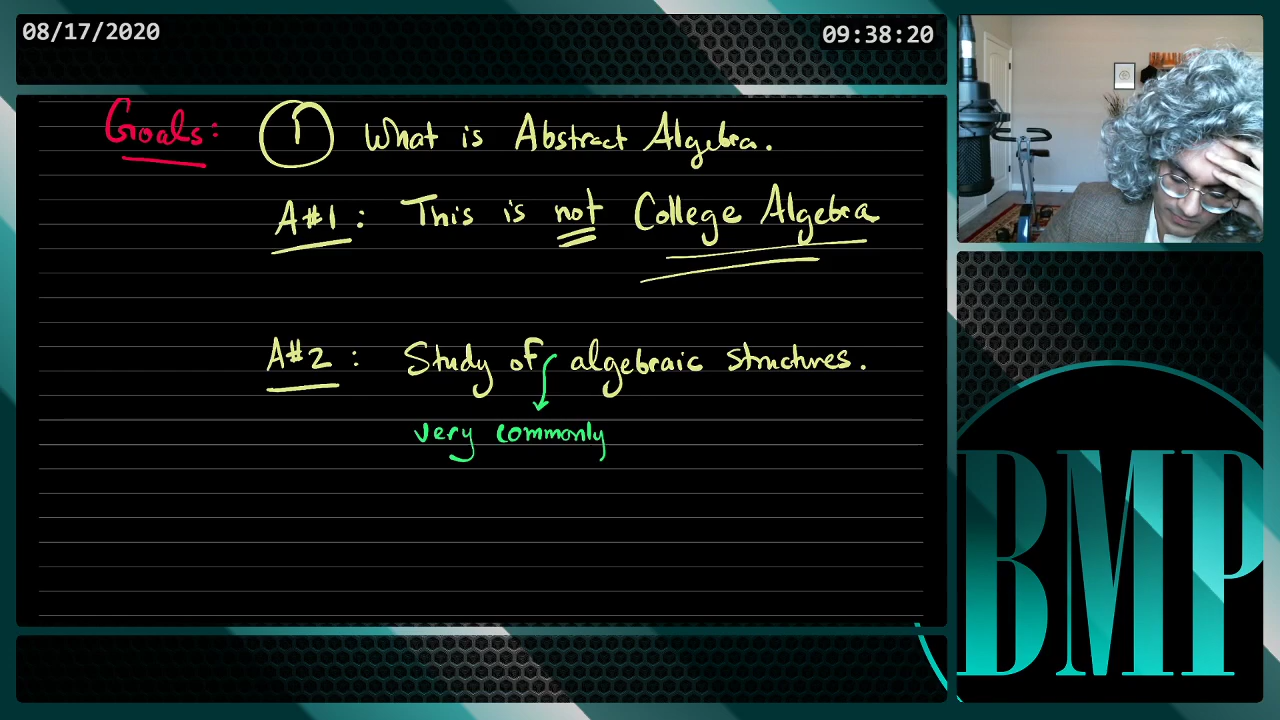 08/17/2020
09:38:20
Goals: 1 What is Abstract Algebra.
A#1: This is not College Algebra
A#2: Study of algebraic structures.
very commonly
BMP